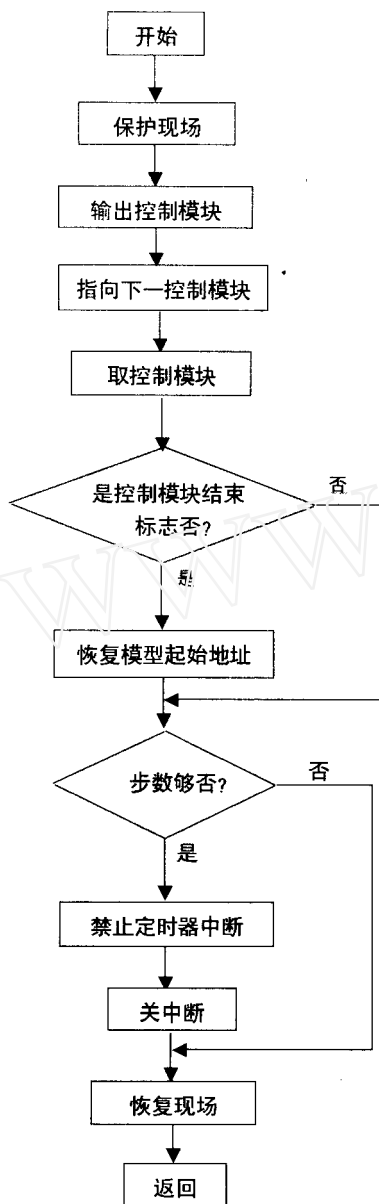 开始
保护现场
输出控制模块
指向下一控制模块
取控制模块
是控制模块结束
标志否?
否
是
恢复模型起始地址
步数够否?
否
是
禁止定时器中断
关中断
恢复现场
返回
WWW